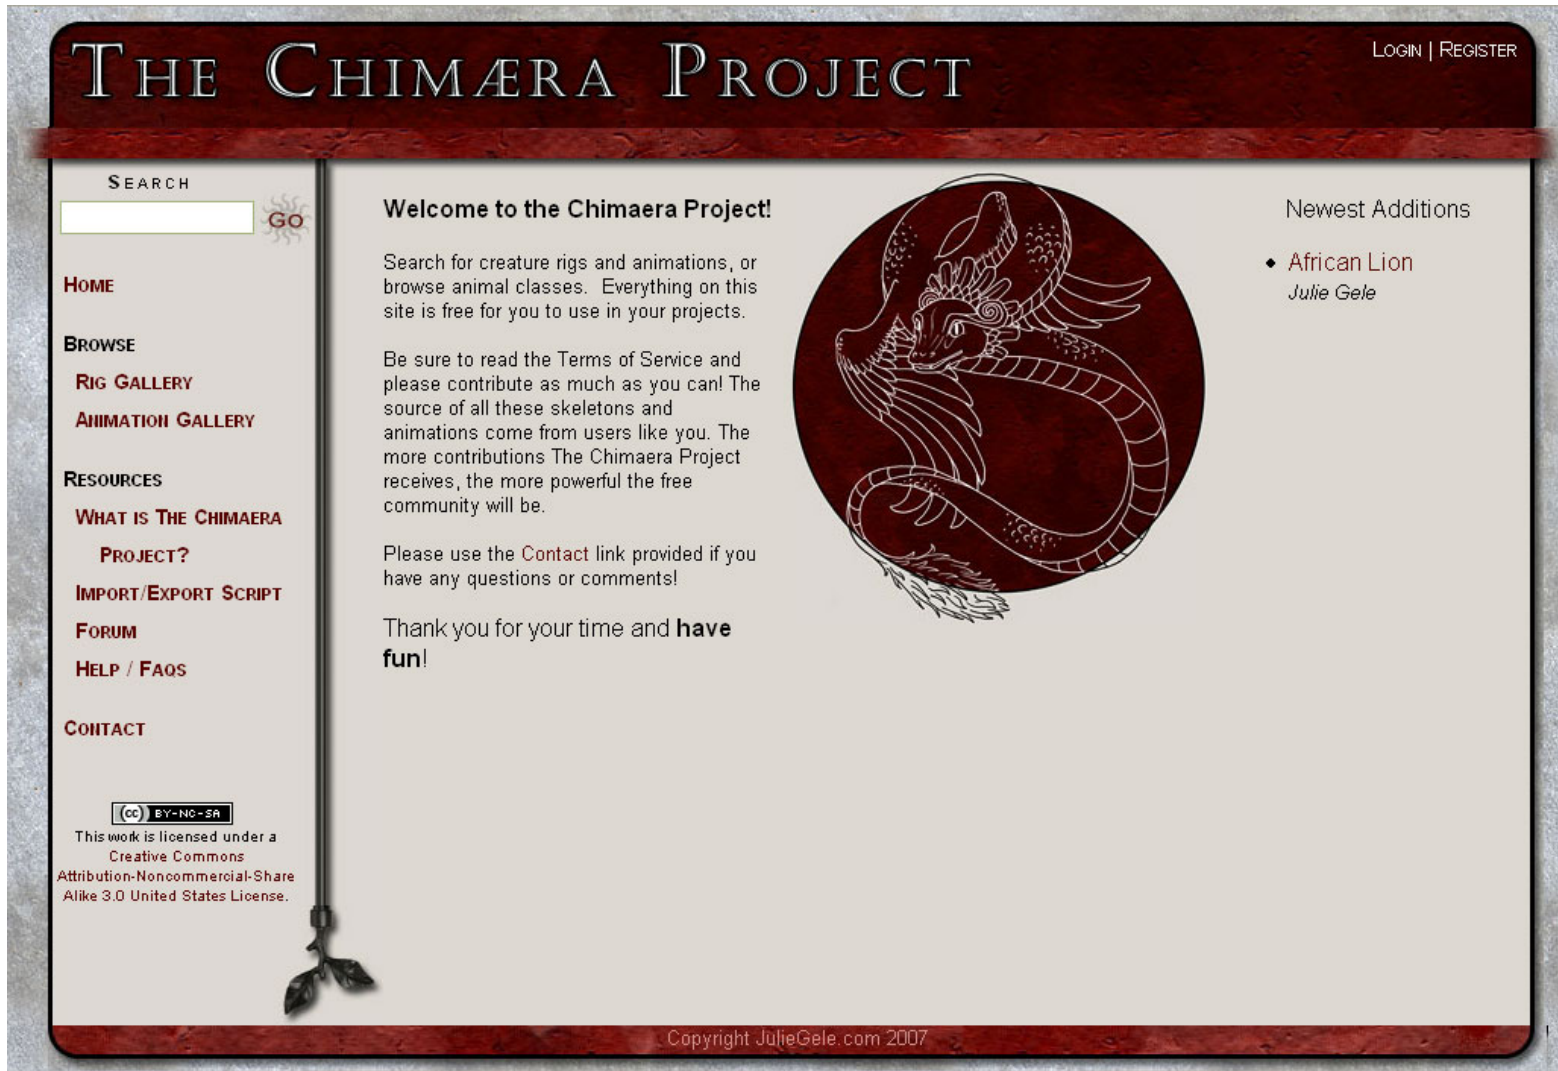 THE CHIMÆRA PROJECT
LOGIN | REGISTER
SEARCH
GO
HOME
BROWSE
RIG GALLERY
ANIMATION GALLERY
RESOURCES
WHAT IS THE CHIMAERA
PROJECT?
IMPORT/EXPORT SCRIPT
FORUM
HELP / FAQS
CONTACT
(cc) BY-NC-SA
This work is licensed under a
Creative Commons
Attribution-Noncommercial-Share
Alike 3.0 United States License.
Welcome to the Chimaera Project!
Search for creature rigs and animations, or
browse animal classes.  Everything on this
site is free for you to use in your projects.
Be sure to read the Terms of Service and
please contribute as much as you can! The
source of all these skeletons and
animations come from users like you. The
more contributions The Chimaera Project
receives, the more powerful the free
community will be.
Please use the Contact link provided if you
have any questions or comments!
Thank you for your time and have
fun!
Newest Additions
• African Lion
Julie Gele
Copyright JulieGele.com 2007